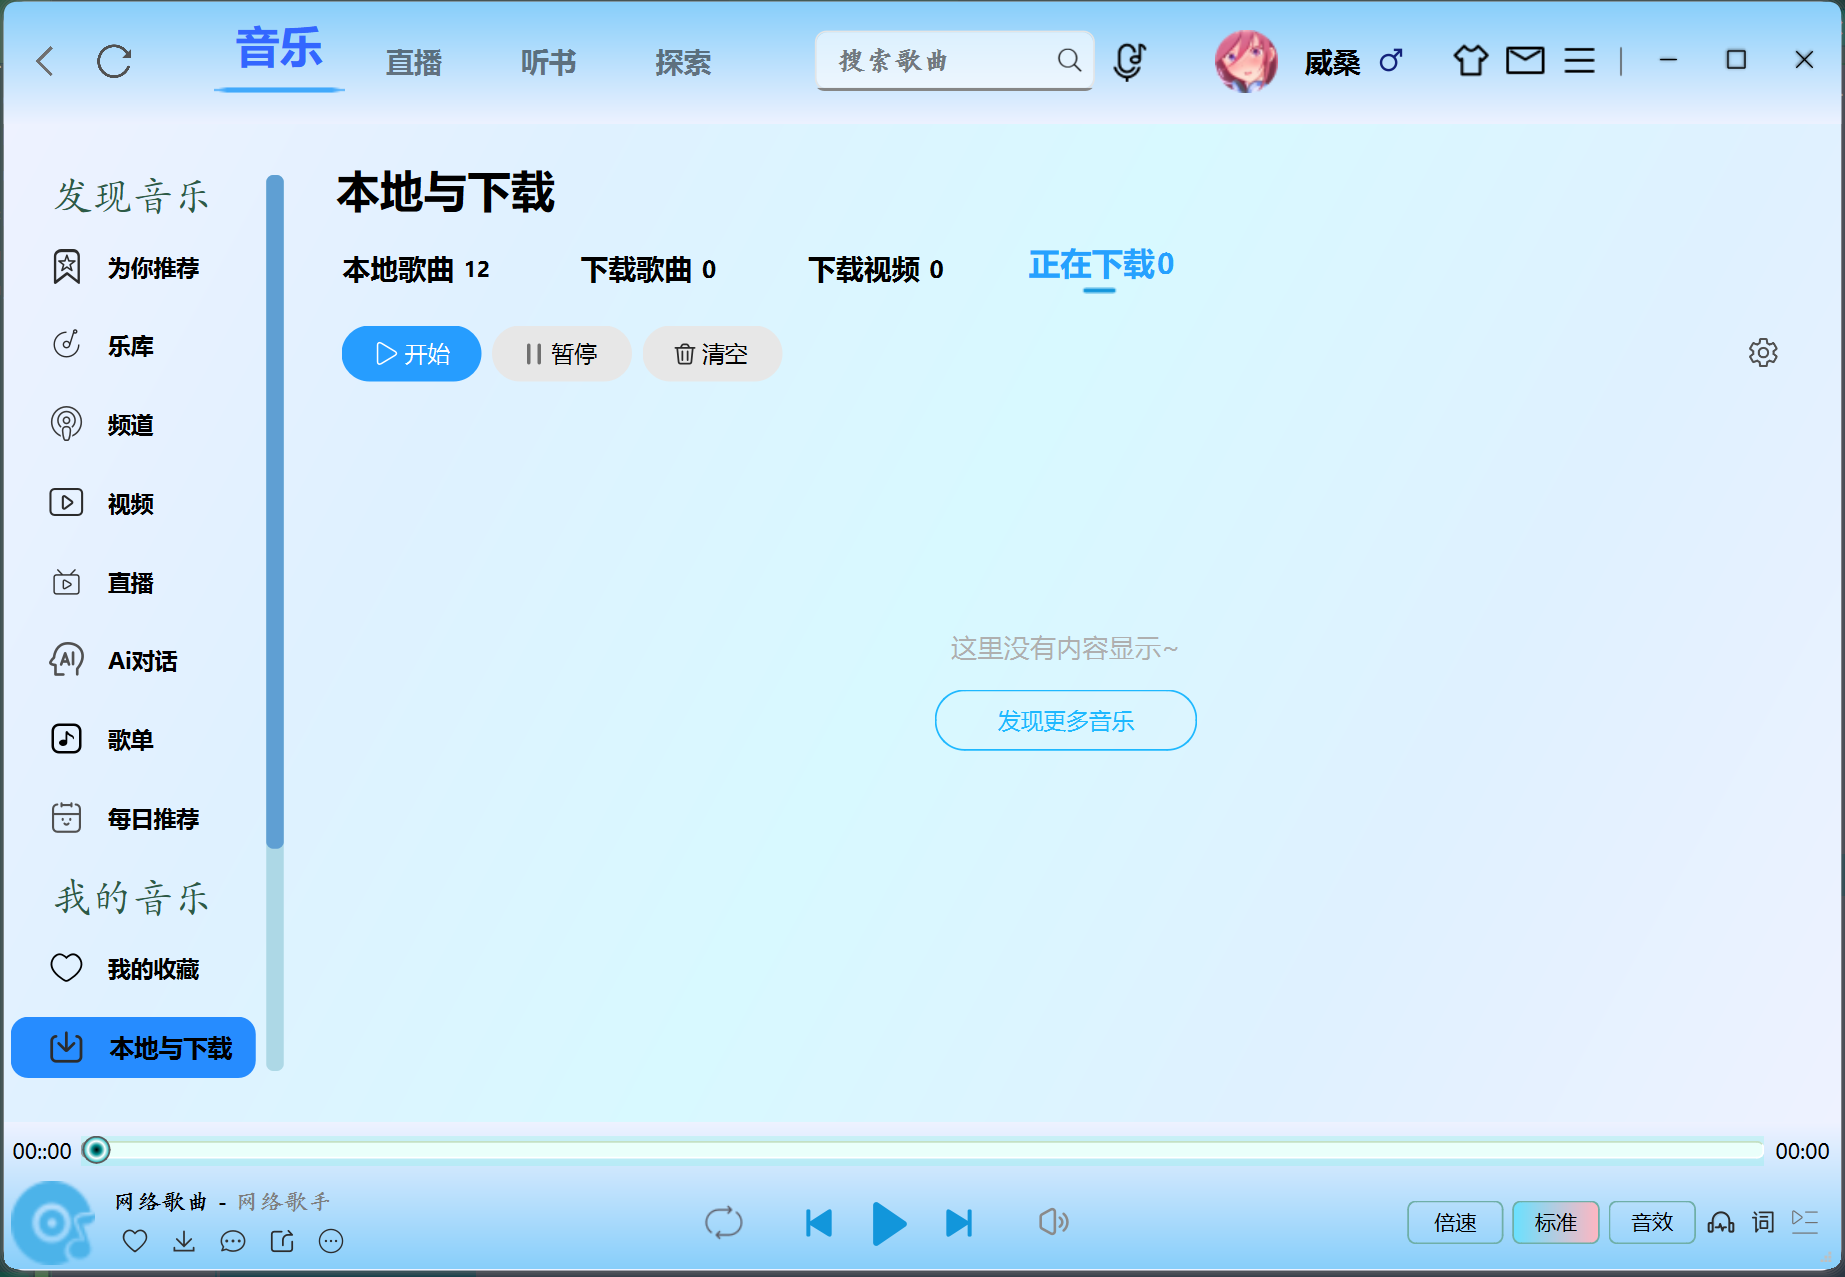 音乐 直播 听书 探索 搜索歌曲 威桑
发现音乐
为你推荐
乐库
频道
视频
直播
Ai对话
歌单
每日推荐
我的音乐
我的收藏
本地与下载
本地与下载
本地歌曲 12 下载歌曲 0 下载视频 0 正在下载0
开始 暂停 清空
这里没有内容显示~
发现更多音乐
00::00 00:00
网络歌曲 - 网络歌手
倍速 标准 音效 词